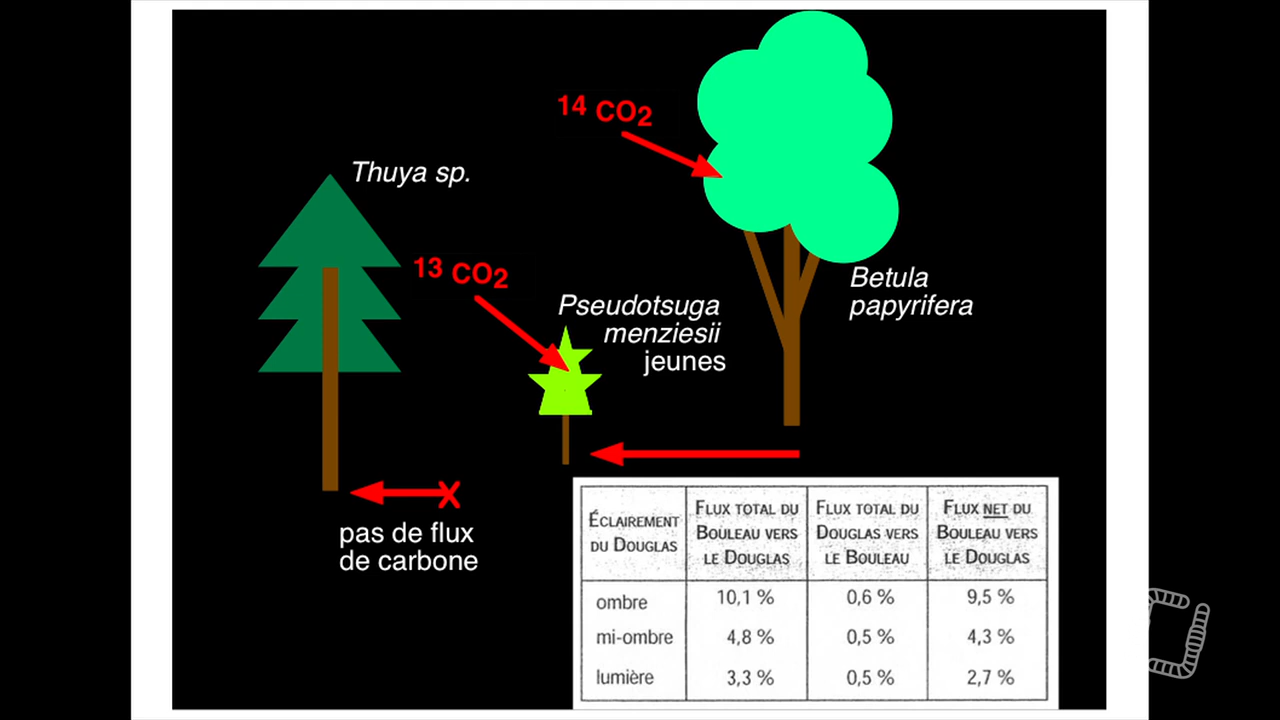 14 CO2
Thuya sp.
13 CO2
Betula
papyrifera
Pseudotsuga
menziesii
jeunes
pas de flux
de carbone
ÉCLAIREMENT
DU DOUGLAS
FLUX TOTAL DU
BOULEAU VERS
LE DOUGLAS
FLUX TOTAL DU
DOUGLAS VERS
LE BOULEAU
FLUX NET DU
BOULEAU VERS
LE DOUGLAS
ombre 10,1 % 0,6 % 9,5 %
mi-ombre 4,8 % 0,5 % 4,3 %
lumière 3,3 % 0,5 % 2,7 %